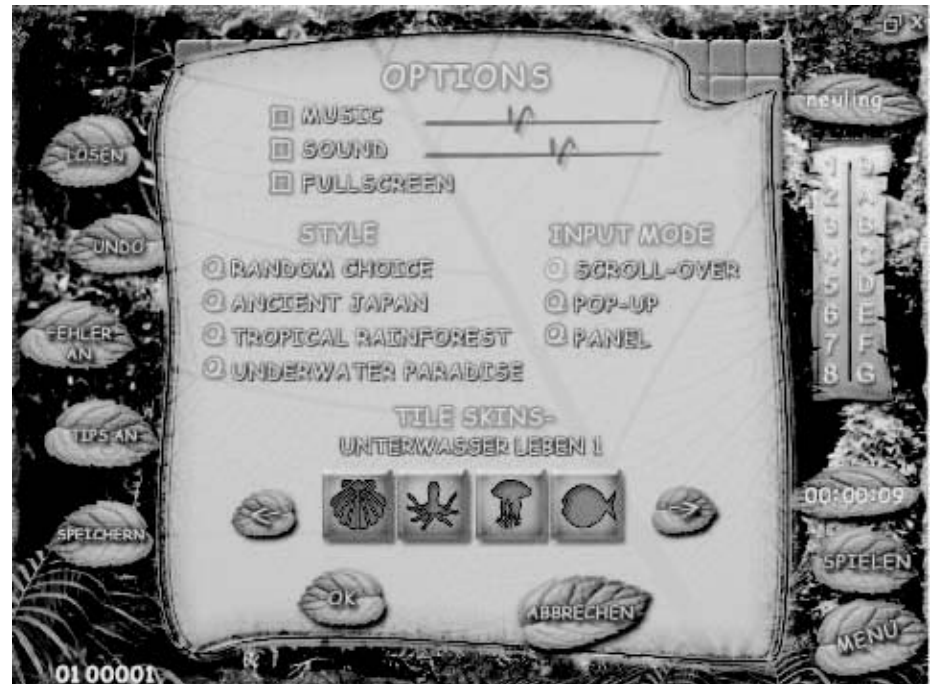 OPTIONS
MUSIC
SOUND
FULLSCREEN
STYLE
RANDOM CHOICE
ANCIENT JAPAN
TROPICAL RAINFOREST
UNDERWATER PARADISE
INPUT MODE
SCROLL-OVER
POP-UP
PANEL
TILE SKINS-
UNTERWASSER LEBEN 1
OK
ABBRECHEN
LÖSEN
UNDO
FEHLER-
AN
TIPS AN
SPEICHERN
01 00001
neuling
1 9
2 A
3 B
4 C
5 D
6 E
7 F
8 G
00:00:09
SPIELEN
MENÜ